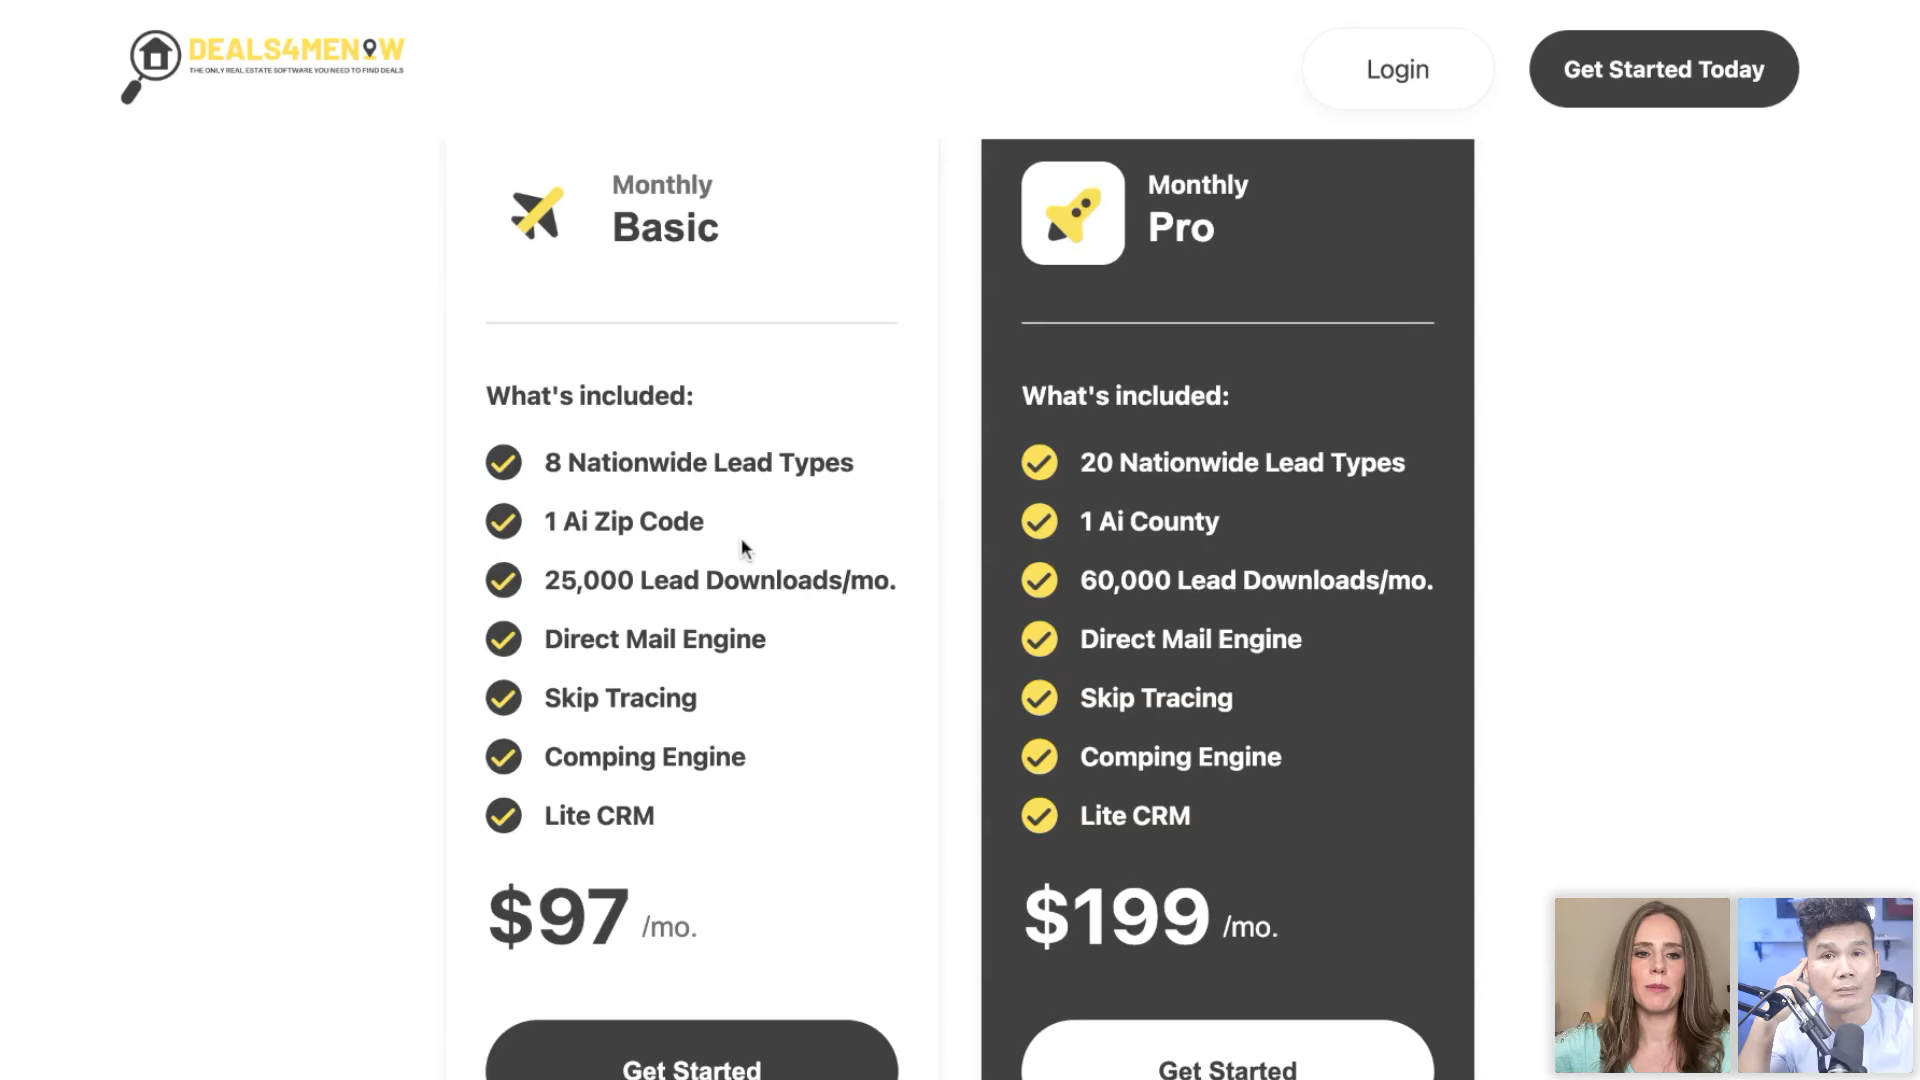 DEALS4MENOW
THE ONLY REAL ESTATE SOFTWARE YOU NEED TO FIND DEALS
Login
Get Started Today
Monthly
Basic
What's included:
8 Nationwide Lead Types
1 Ai Zip Code
25,000 Lead Downloads/mo.
Direct Mail Engine
Skip Tracing
Comping Engine
Lite CRM
$97 /mo.
Get Started
Monthly
Pro
What's included:
20 Nationwide Lead Types
1 Ai County
60,000 Lead Downloads/mo.
Direct Mail Engine
Skip Tracing
Comping Engine
Lite CRM
$199 /mo.
Get Started